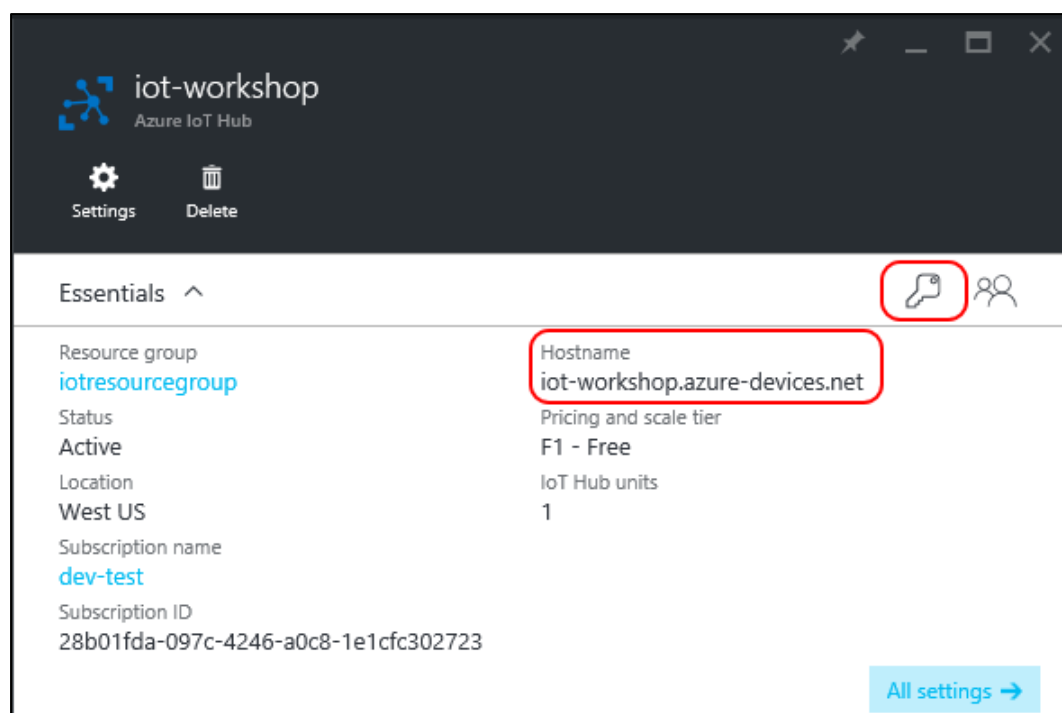 iot-workshop
Azure IoT Hub
Settings
Delete
Essentials
Resource group
iotresourcegroup
Hostname
iot-workshop.azure-devices.net
Status
Active
Pricing and scale tier
F1 - Free
Location
West US
IoT Hub units
1
Subscription name
dev-test
Subscription ID
28b01fda-097c-4246-a0c8-1e1cfc302723
All settings →